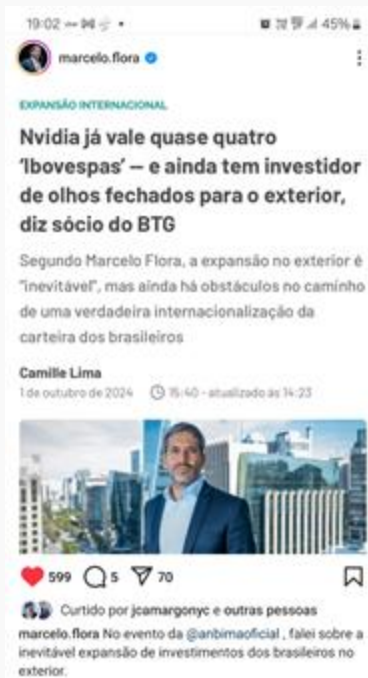 19:02
45%
marcelo.flora
EXPANSÃO INTERNACIONAL
Nvidia já vale quase quatro
‘Ibovespas’ — e ainda tem investidor
de olhos fechados para o exterior,
diz sócio do BTG
Segundo Marcelo Flora, a expansão no exterior é
“inevitável”, mas ainda há obstáculos no caminho
de uma verdadeira internacionalização da
carteira dos brasileiros
Camille Lima
1 de outubro de 2024 15:40 - atualizado às 14:23
599 5 70
Curtido por jcamargonyc e outras pessoas
marcelo.flora No evento da @anbimaoficial , falei sobre a
inevitável expansão de investimentos dos brasileiros no
exterior.